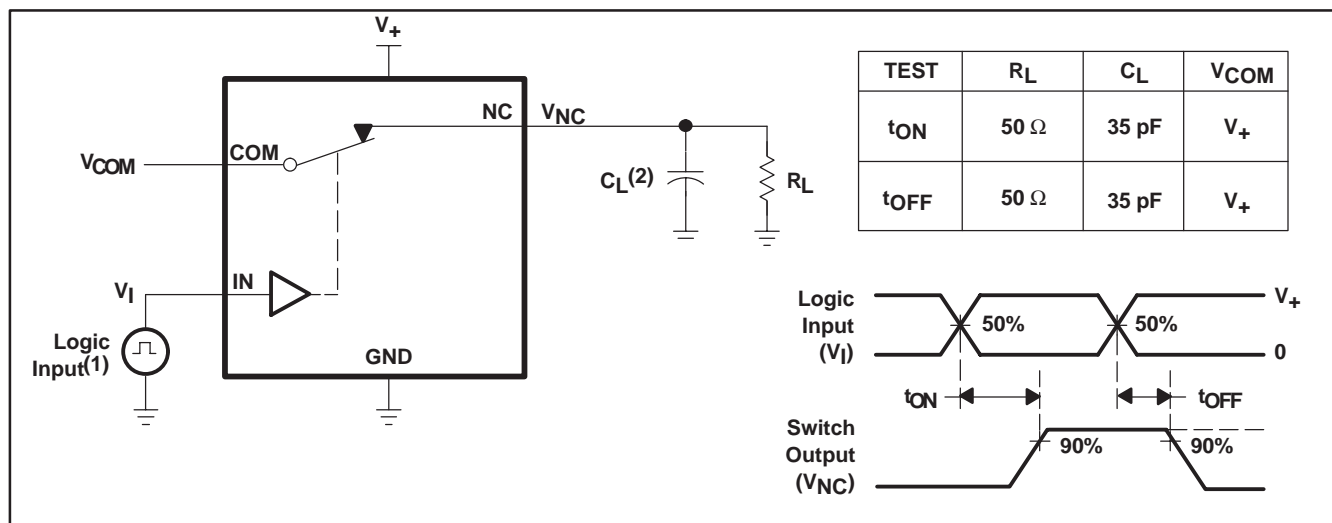 V+
NC
VNC
COM
VCOM
CL(2)
RL
IN
VI
Logic
Input(1)
GND
TEST RL CL VCOM
tON 50 Ω 35 pF V+
tOFF 50 Ω 35 pF V+
Logic
Input
(VI)
50%
50%
V+
0
tON
tOFF
Switch
Output
(VNC)
90%
90%